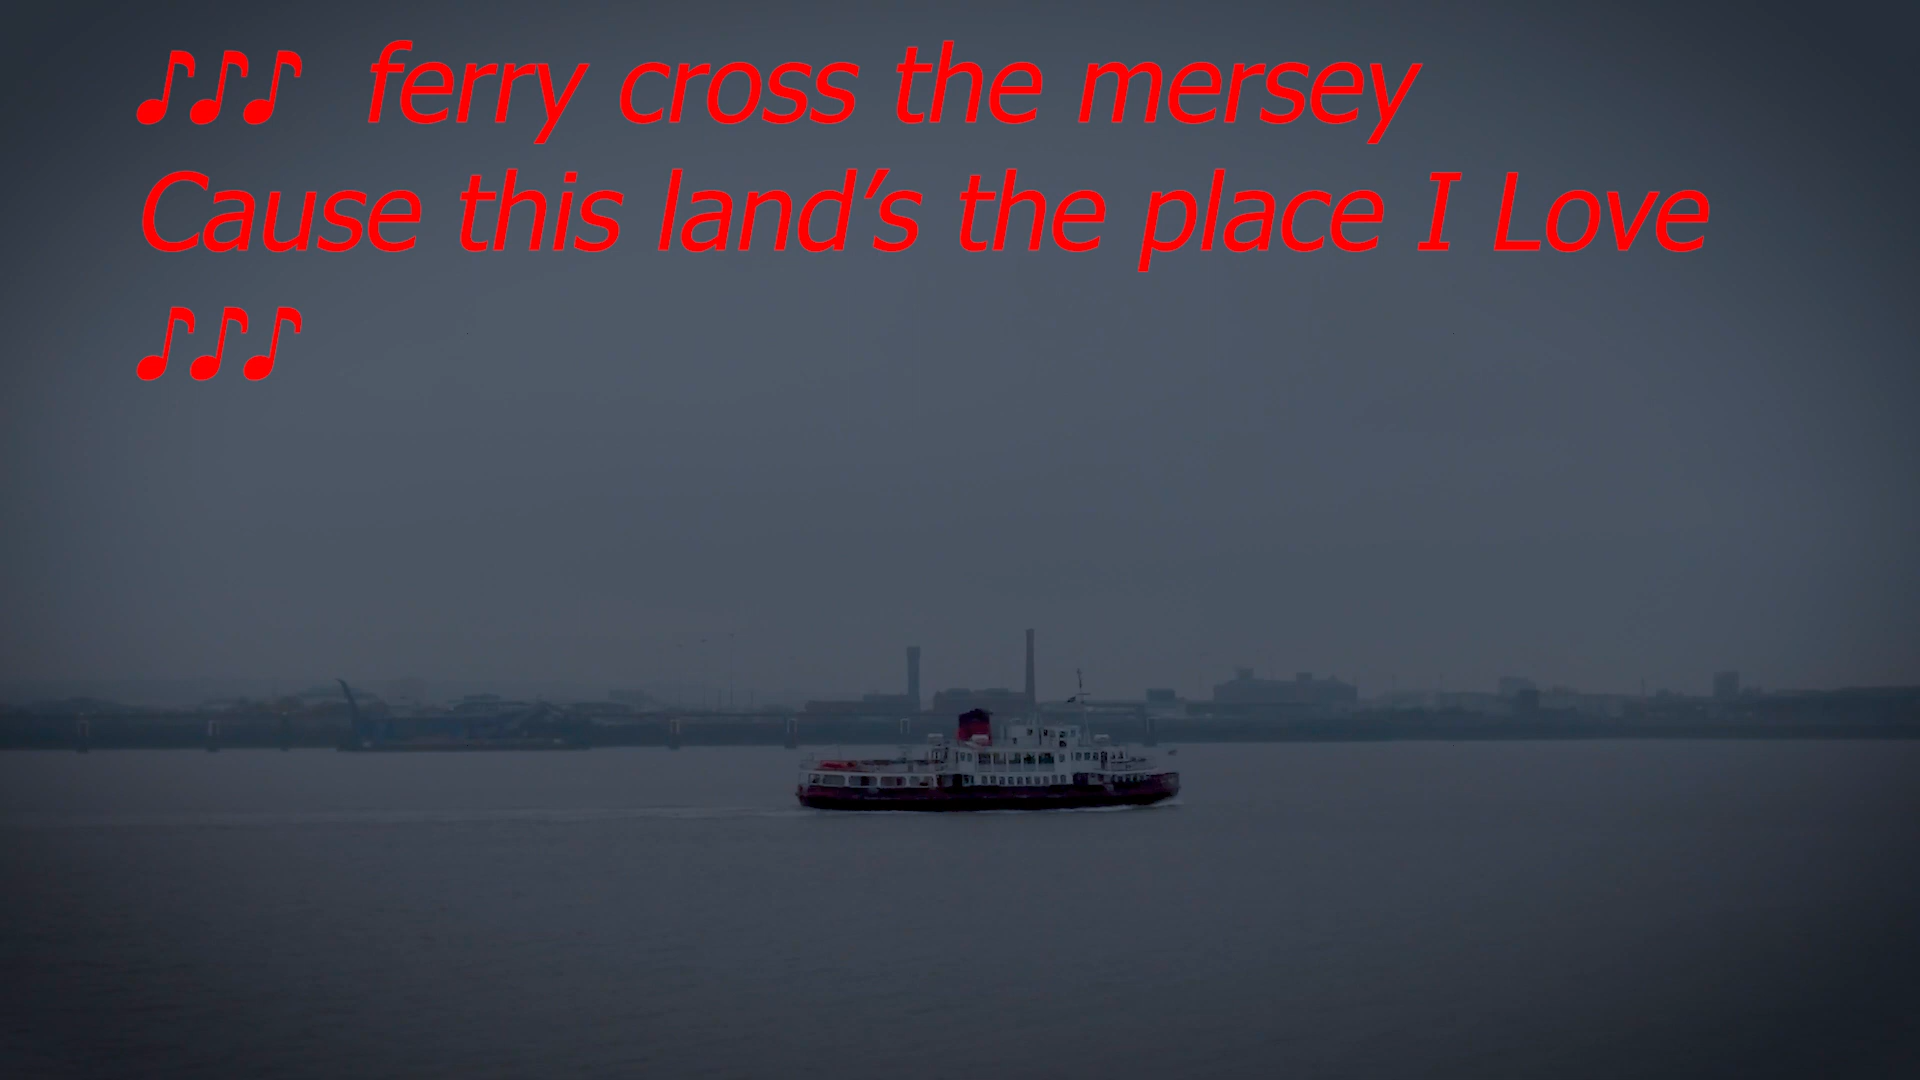 ♪♪♪ ferry cross the mersey
Cause this land’s the place I Love
♪♪♪